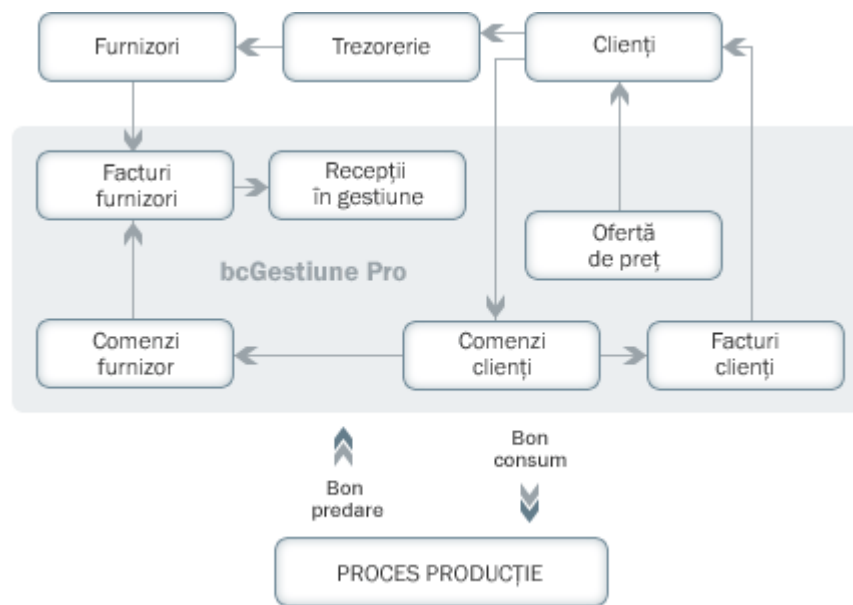 Furnizori
Trezorerie
Clienți
Facturi
furnizori
Recepții
în gestiune
Ofertă
de preț
bcGestiune Pro
Comenzi
furnizor
Comenzi
clienți
Facturi
clienți
Bon
predare
Bon
consum
PROCES PRODUCȚIE